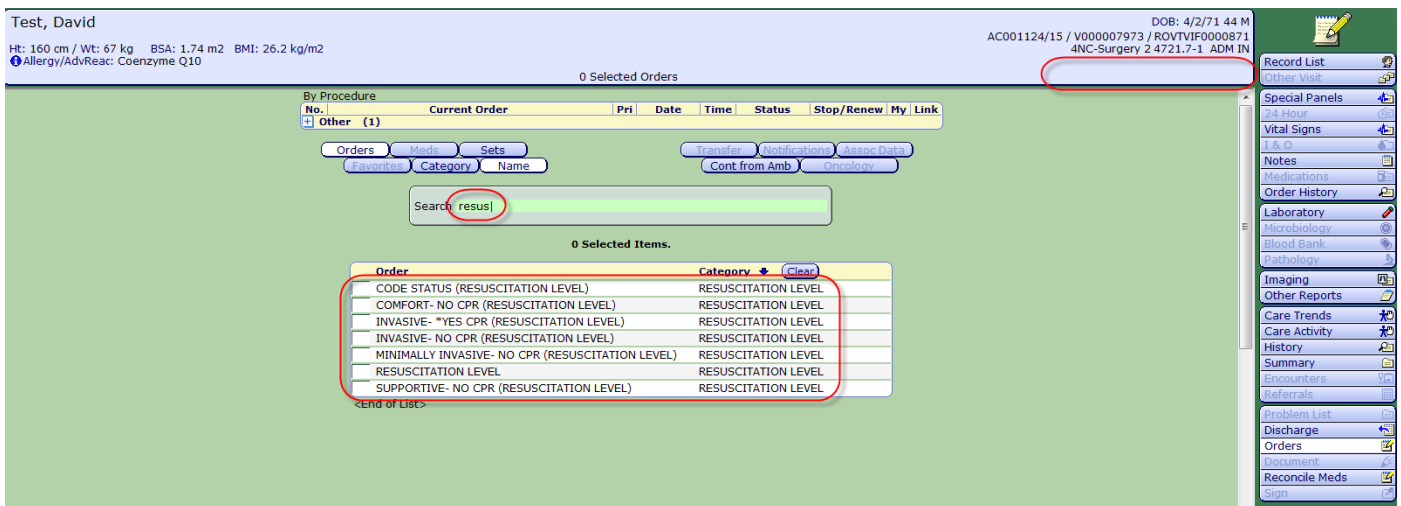 Test, David
DOB: 4/2/71 44 M
AC001124/15 / V000007973 / ROVTVIF0000871
Ht: 160 cm / Wt: 67 kg BSA: 1.74 m2 BMI: 26.2 kg/m2
4NC-Surgery 2 4721.7-1 ADM IN
Allergy/AdvReac: Coenzyme Q10
0 Selected Orders
By Procedure
No. Current Order Pri Date Time Status Stop/Renew My Link
Other (1)
Orders Meds Sets Transfer Notifications Assoc Data
Favorites Category Name Cont from Amb Oncology
Search resus
0 Selected Items.
Order Category Clear
CODE STATUS (RESUSCITATION LEVEL) RESUSCITATION LEVEL
COMFORT- NO CPR (RESUSCITATION LEVEL) RESUSCITATION LEVEL
INVASIVE- *YES CPR (RESUSCITATION LEVEL) RESUSCITATION LEVEL
INVASIVE- NO CPR (RESUSCITATION LEVEL) RESUSCITATION LEVEL
MINIMALLY INVASIVE- NO CPR (RESUSCITATION LEVEL) RESUSCITATION LEVEL
RESUSCITATION LEVEL RESUSCITATION LEVEL
SUPPORTIVE- NO CPR (RESUSCITATION LEVEL) RESUSCITATION LEVEL
<End of List>
Record List
Other Visit
Special Panels
24 Hour
Vital Signs
I & O
Notes
Medications
Order History
Laboratory
Microbiology
Blood Bank
Pathology
Imaging
Other Reports
Care Trends
Care Activity
History
Summary
Encounters
Referrals
Problem List
Discharge
Orders
Document
Reconcile Meds
Sign